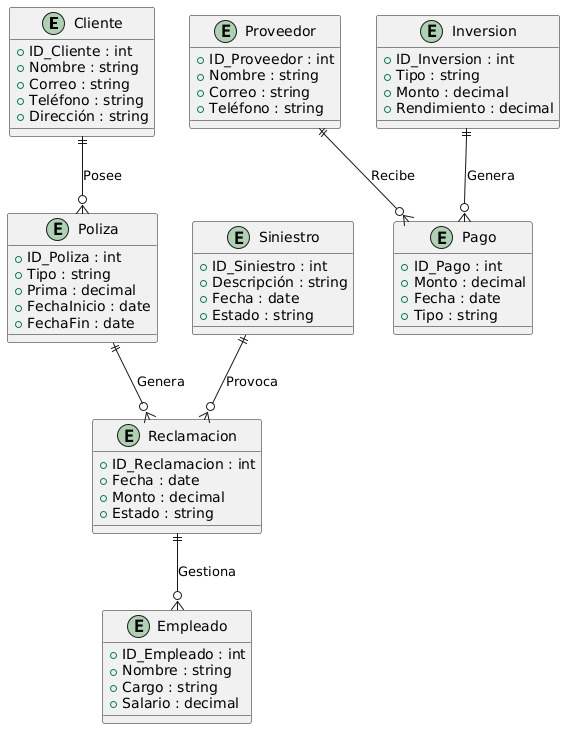 E Cliente
ID_Cliente : int
Nombre : string
Correo : string
Teléfono : string
Dirección : string
E Proveedor
ID_Proveedor : int
Nombre : string
Correo : string
Teléfono : string
E Inversion
ID_Inversion : int
Tipo : string
Monto : decimal
Rendimiento : decimal
Posee
Recibe
Genera
E Poliza
ID_Poliza : int
Tipo : string
Prima : decimal
FechaInicio : date
FechaFin : date
E Siniestro
ID_Siniestro : int
Descripción : string
Fecha : date
Estado : string
E Pago
ID_Pago : int
Monto : decimal
Fecha : date
Tipo : string
Genera
Provoca
E Reclamacion
ID_Reclamacion : int
Fecha : date
Monto : decimal
Estado : string
Gestiona
E Empleado
ID_Empleado : int
Nombre : string
Cargo : string
Salario : decimal